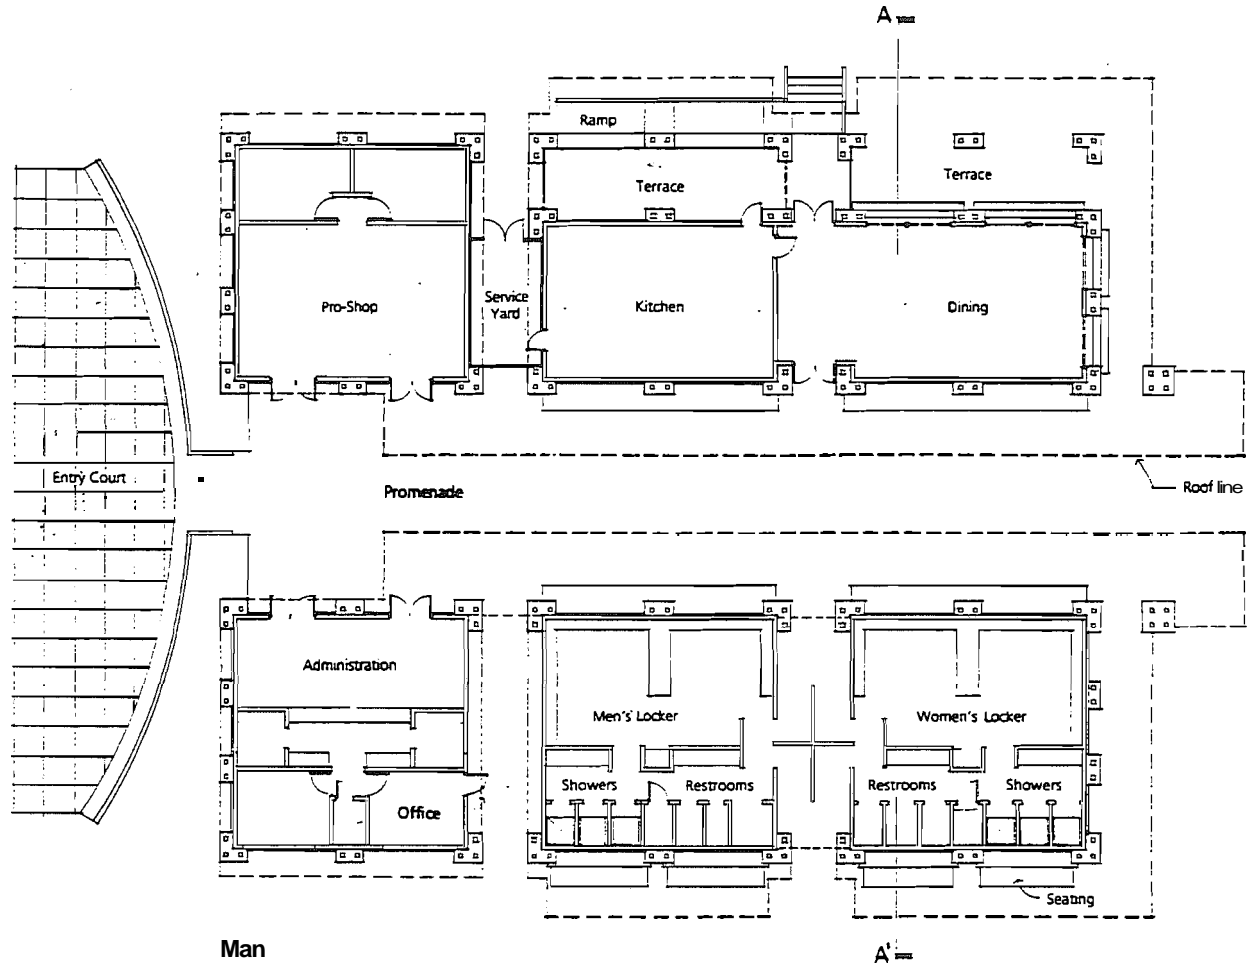 A
Ramp
Terrace
Terrace
Pro-Shop
Service
Yard
Kitchen
Dining
Entry Court
Promenade
Roof line
Administration
Men's Locker
Women's Locker
Showers
Restrooms
Restrooms
Showers
Office
Seating
Man
A'